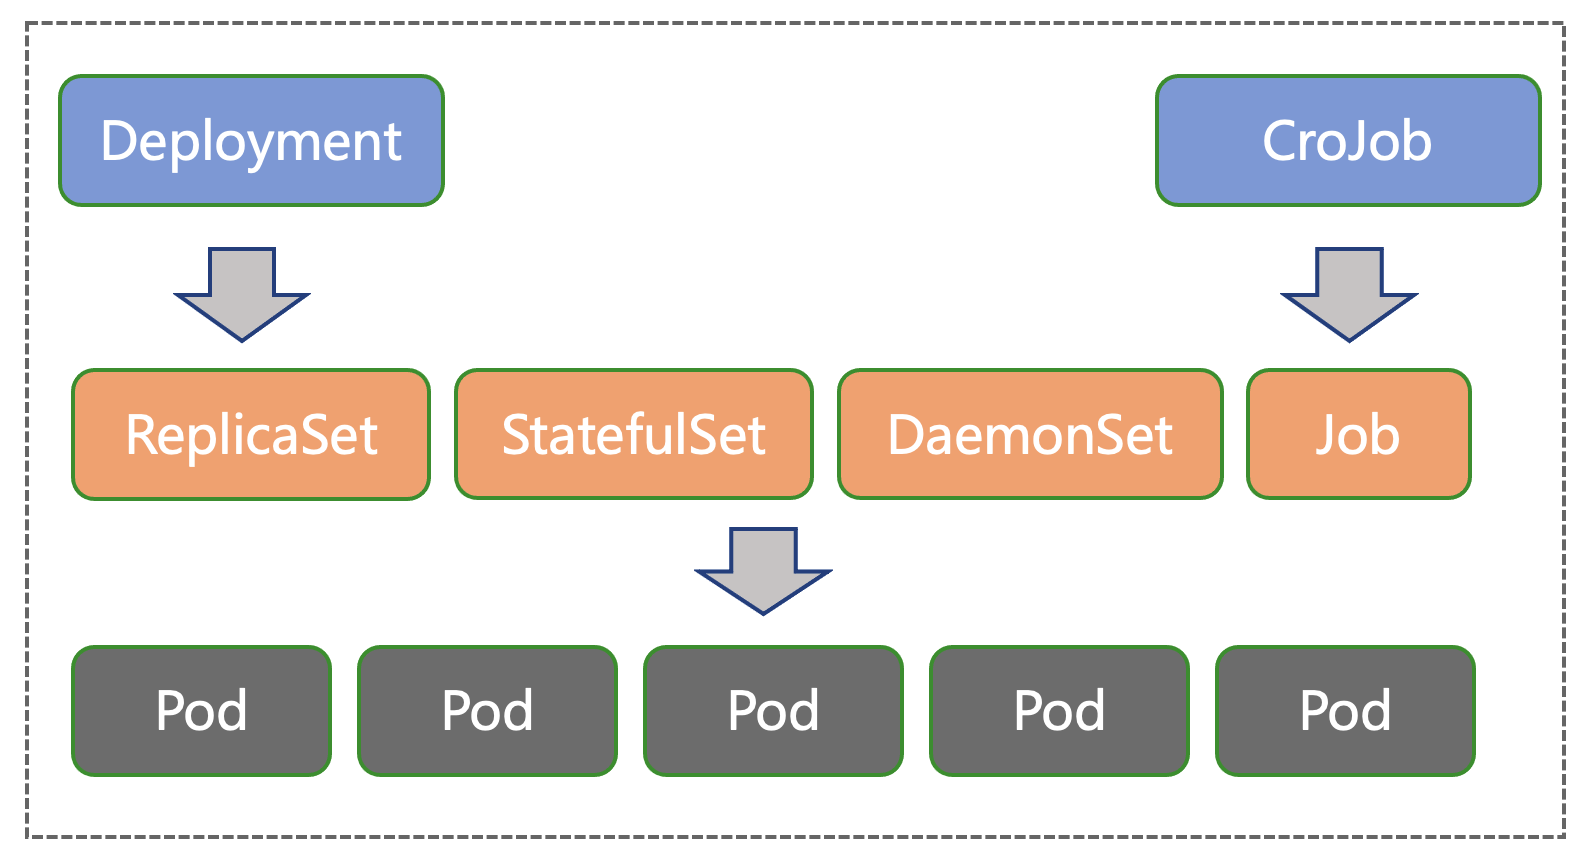 Deployment
CroJob
ReplicaSet
StatefulSet
DaemonSet
Job
Pod
Pod
Pod
Pod
Pod